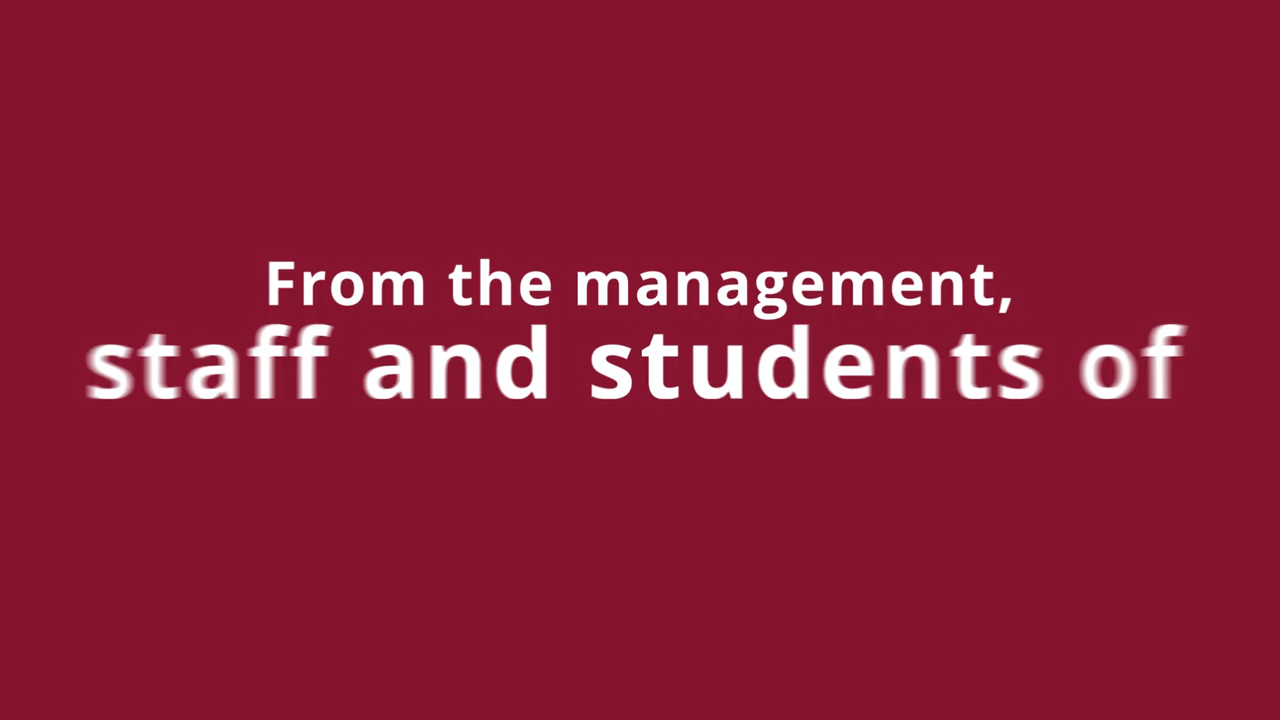 From the management,
staff and students of